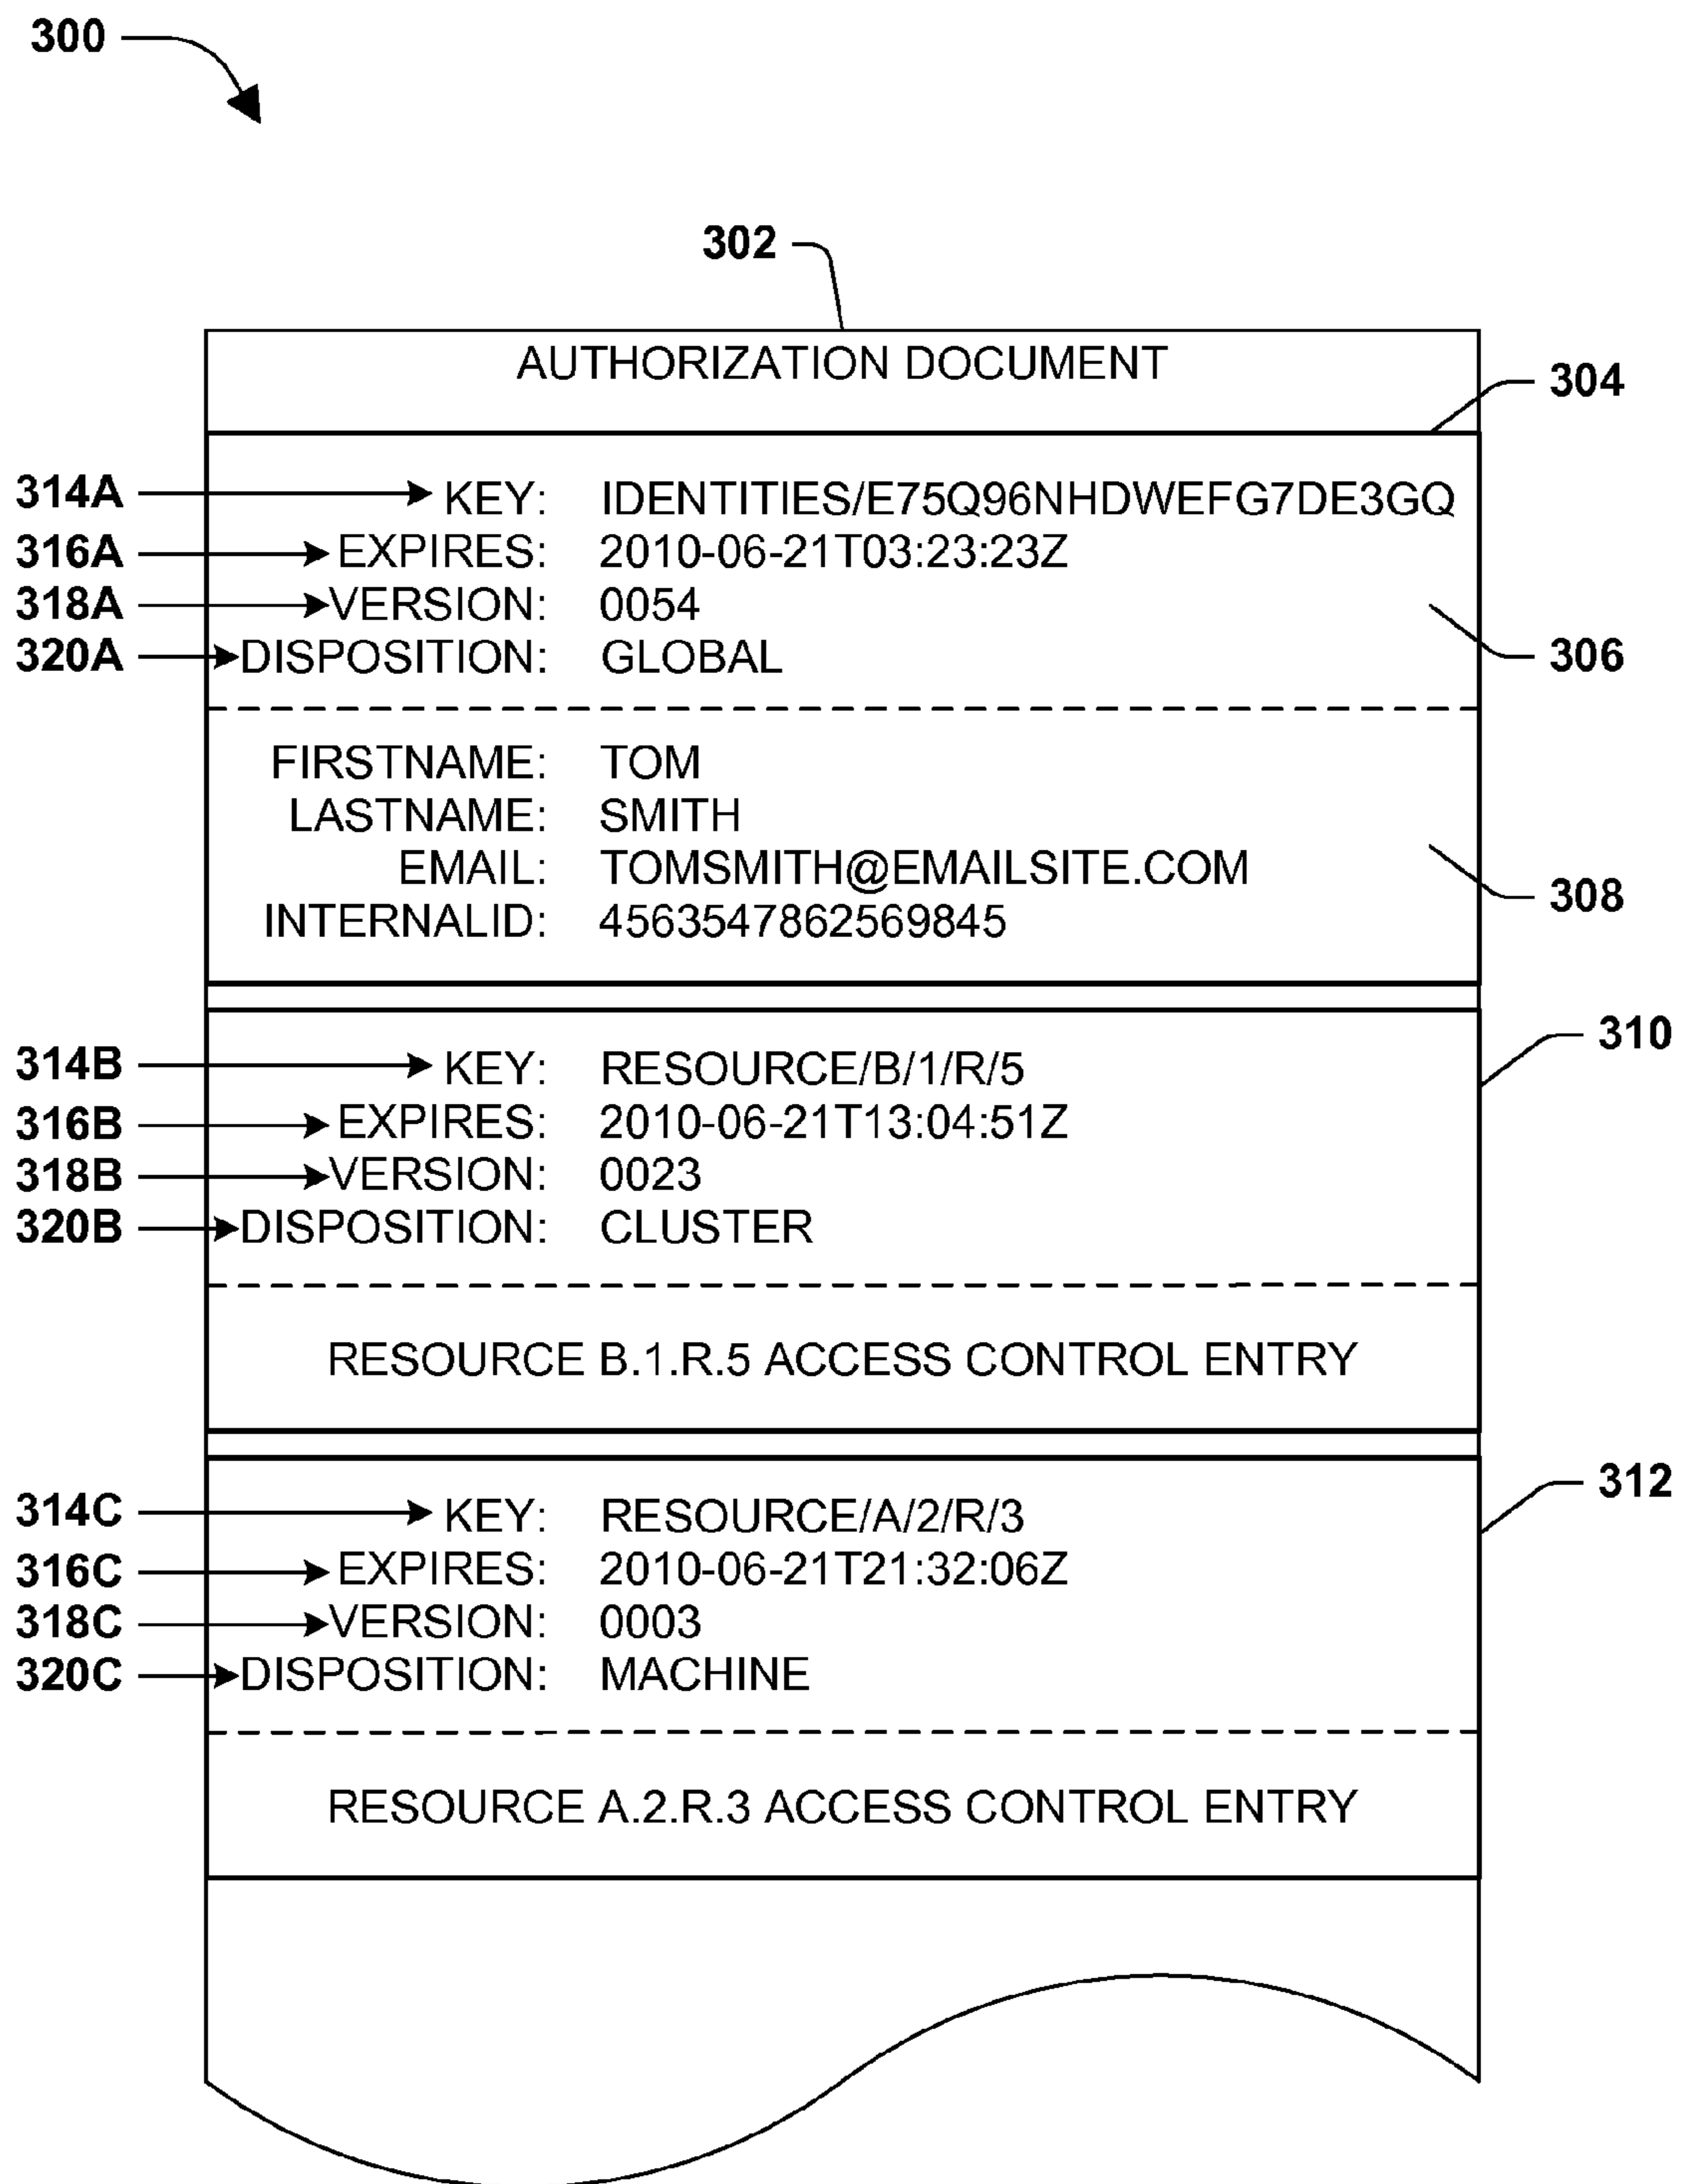 300
302
AUTHORIZATION DOCUMENT
304
314A KEY: IDENTITIES/E75Q96NHDWEFG7DE3GQ
316A EXPIRES: 2010-06-21T03:23:23Z
318A VERSION: 0054
320A DISPOSITION: GLOBAL 306
FIRSTNAME: TOM
LASTNAME: SMITH
EMAIL: TOMSMITH@EMAILSITE.COM 308
INTERNALID: 4563547862569845
310
314B KEY: RESOURCE/B/1/R/5
316B EXPIRES: 2010-06-21T13:04:51Z
318B VERSION: 0023
320B DISPOSITION: CLUSTER
RESOURCE B.1.R.5 ACCESS CONTROL ENTRY
312
314C KEY: RESOURCE/A/2/R/3
316C EXPIRES: 2010-06-21T21:32:06Z
318C VERSION: 0003
320C DISPOSITION: MACHINE
RESOURCE A.2.R.3 ACCESS CONTROL ENTRY